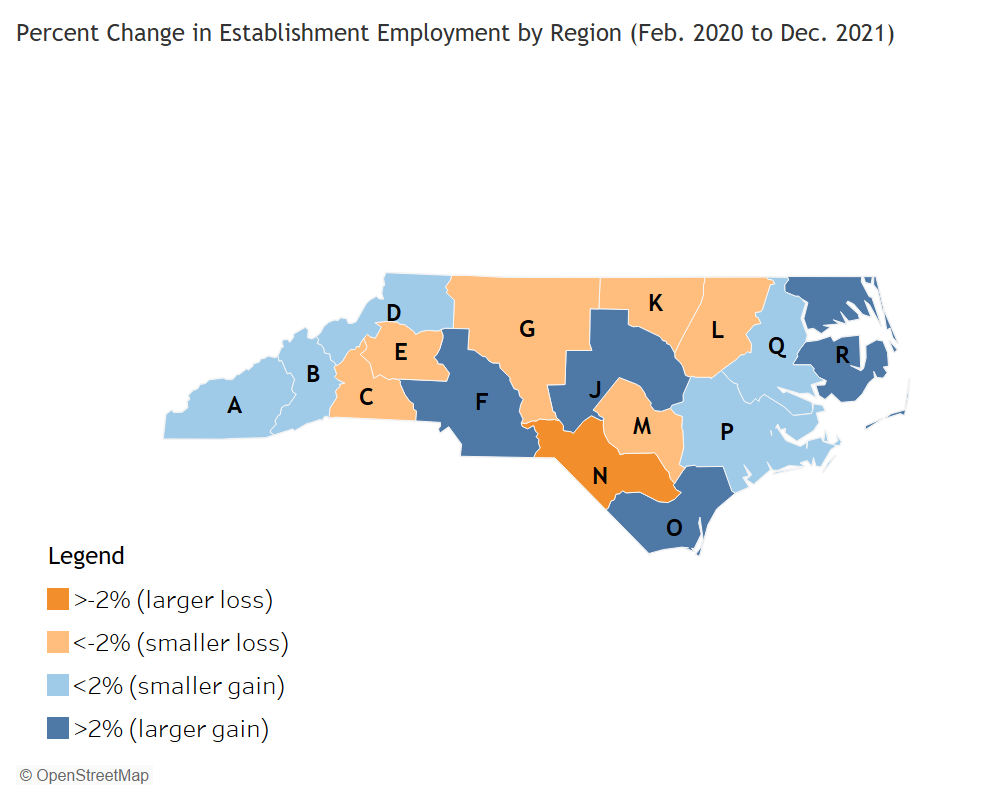 Percent Change in Establishment Employment by Region (Feb. 2020 to Dec. 2021)
D
K
G
L
Q
E
R
B
C
J
A
F
M
P
N
O
Legend
>-2% (larger loss)
<-2% (smaller loss)
<2% (smaller gain)
>2% (larger gain)
© OpenStreetMap